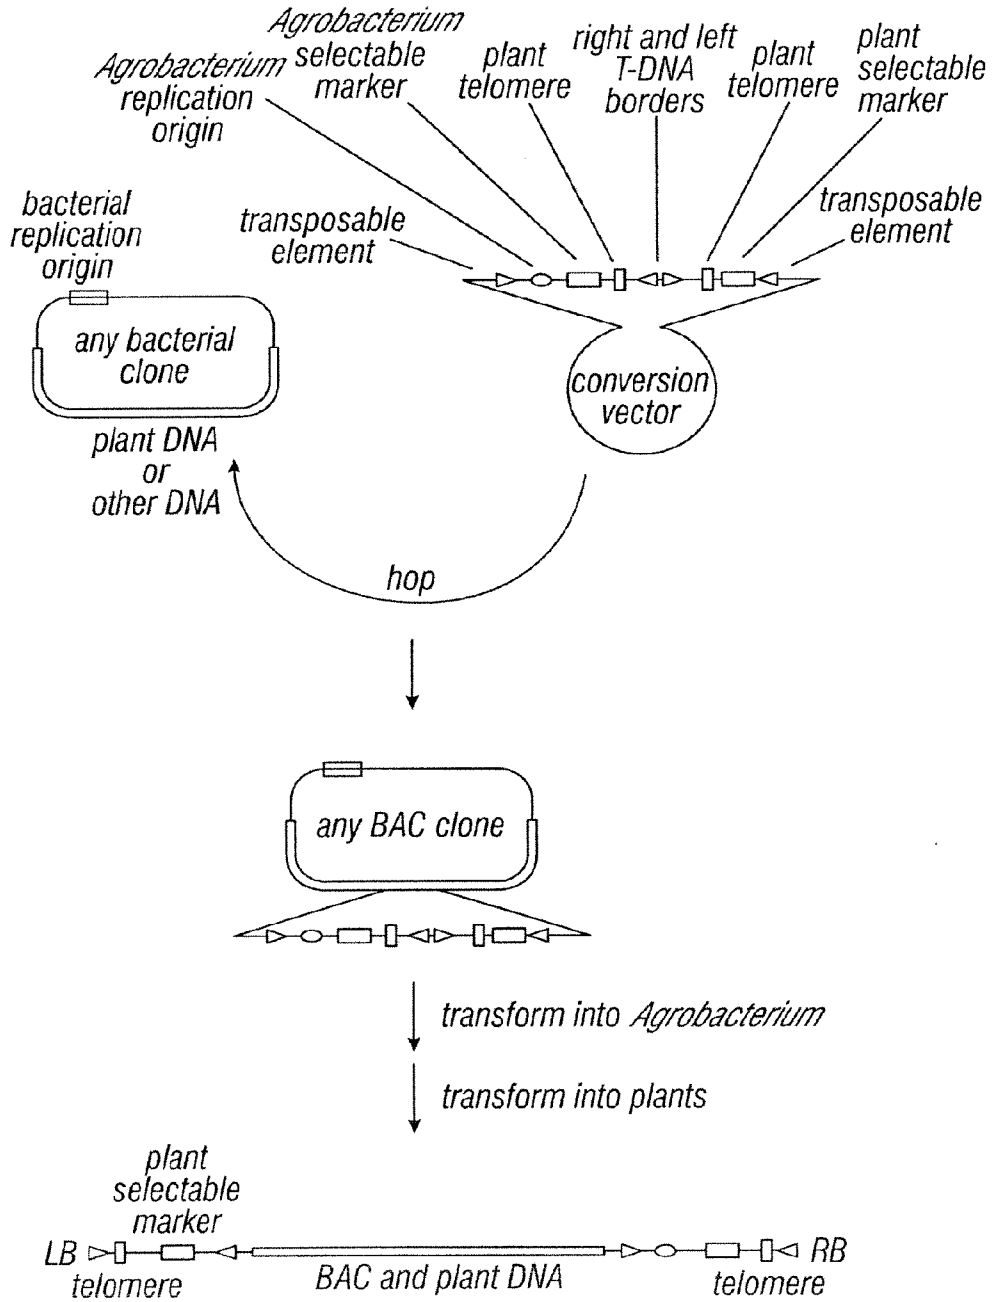 Agrobacterium
replication
origin
Agrobacterium
selectable
marker
plant
telomere
right and left
T-DNA
borders
plant
telomere
plant
selectable
marker
bacterial
replication
origin
transposable
element
transposable
element
any bacterial
clone
conversion
vector
plant DNA
or
other DNA
hop
any BAC clone
transform into Agrobacterium
transform into plants
plant
selectable
marker
LB
RB
telomere
BAC and plant DNA
telomere